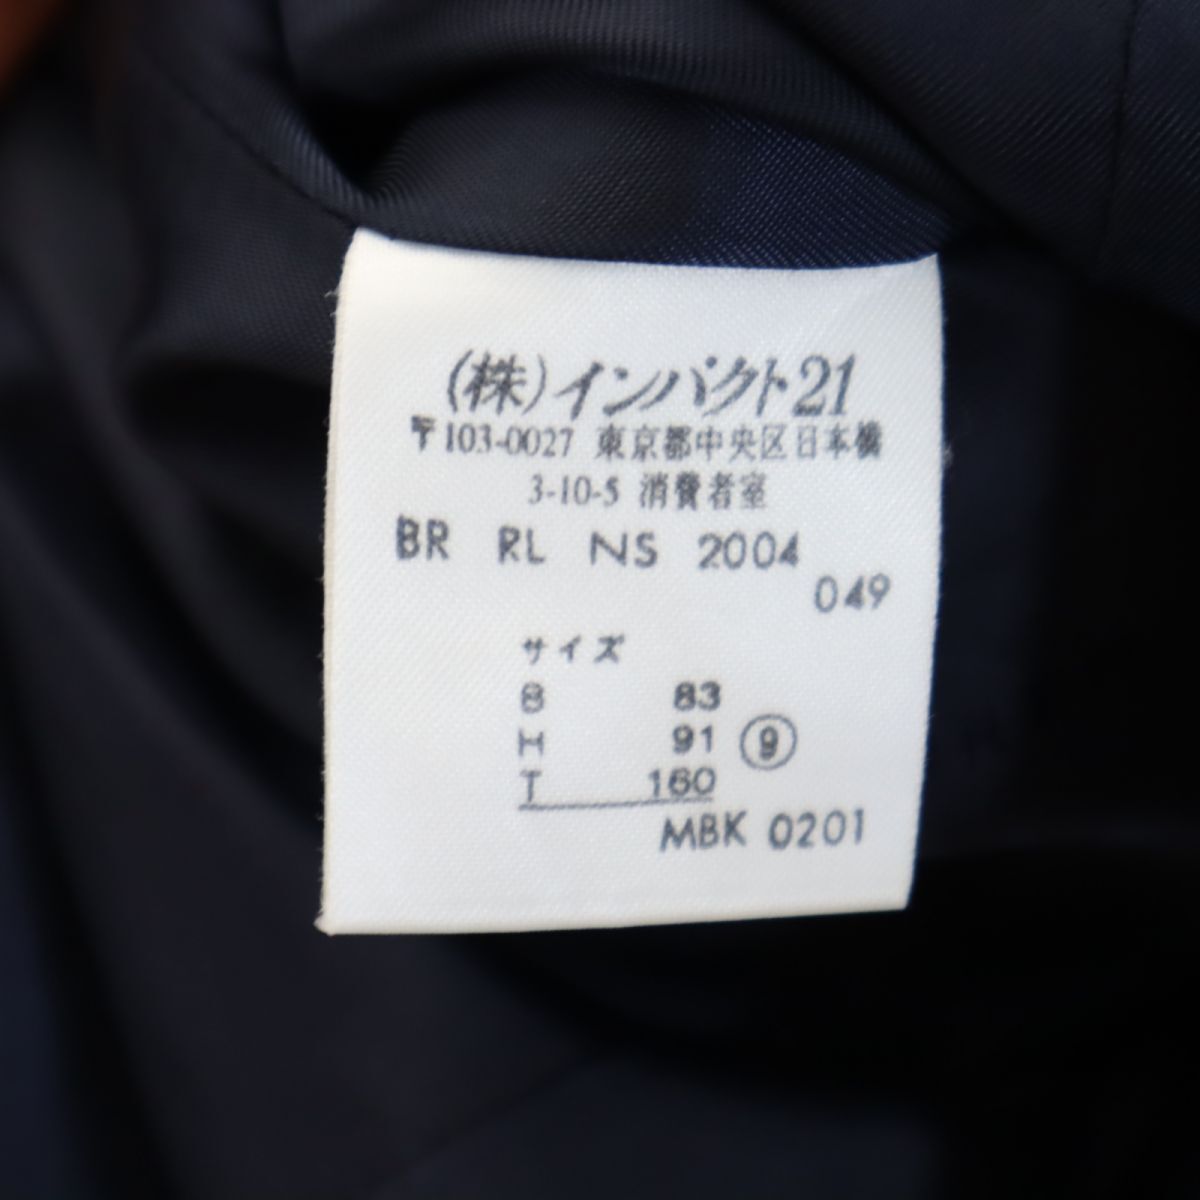 (株)インパクト21
〒103-0027 東京都中央区日本橋
3-10-5 消費者室
BR RL NS 2004
049
サイズ
B 83
H 91 ⑨
T 160
MBK 0201